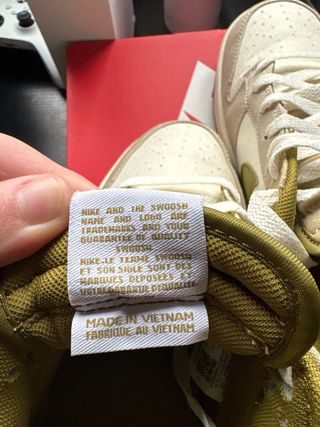 NIKE AND THE SWOOSH
NAME AND LOGO ARE
TRADEMARKS AND YOUR
GUARANTEE OF QUALITY
SWOOSH
NIKE, LE TERME SWOOSH
ET SON SIGLE SONT DES
MARQUES DEPOSEES ET
VOTRE GARANTIE DE QUALITE
MADE IN VIETNAM
FABRIQUE AU VIETNAM